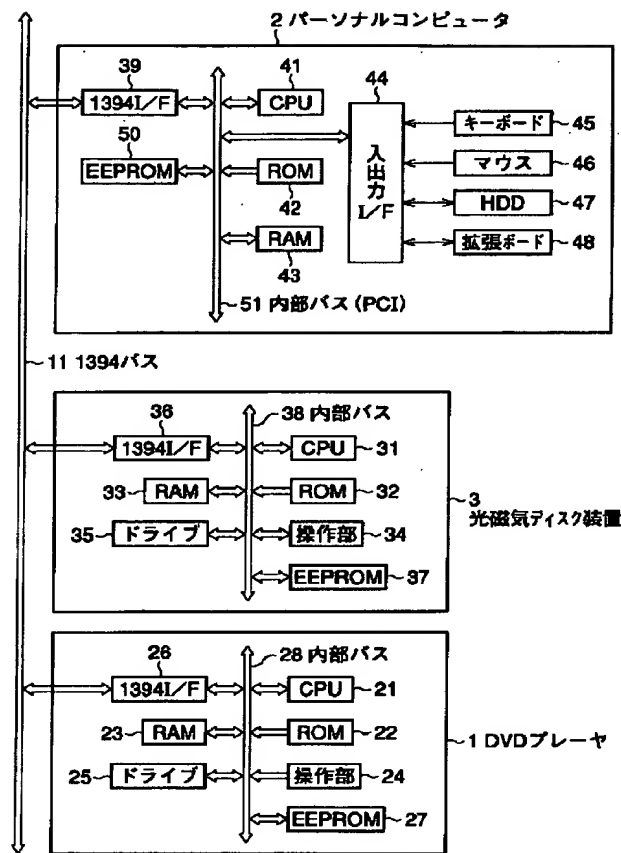 2 パーソナルコンピュータ
39
41
44
1394I/F
CPU
キーボード
45
50
入出力I/F
マウス
46
EEPROM
ROM
42
HDD
47
RAM
43
拡張ボード
48
51 内部バス(PCI)
11 1394バス
36
38 内部バス
1394I/F
CPU
31
33
RAM
ROM
32
3
光磁気ディスク装置
35
ドライブ
操作部
34
EEPROM
37
26
28 内部バス
1394I/F
CPU
21
23
RAM
ROM
22
1 DVDプレーヤ
25
ドライブ
操作部
24
EEPROM
27